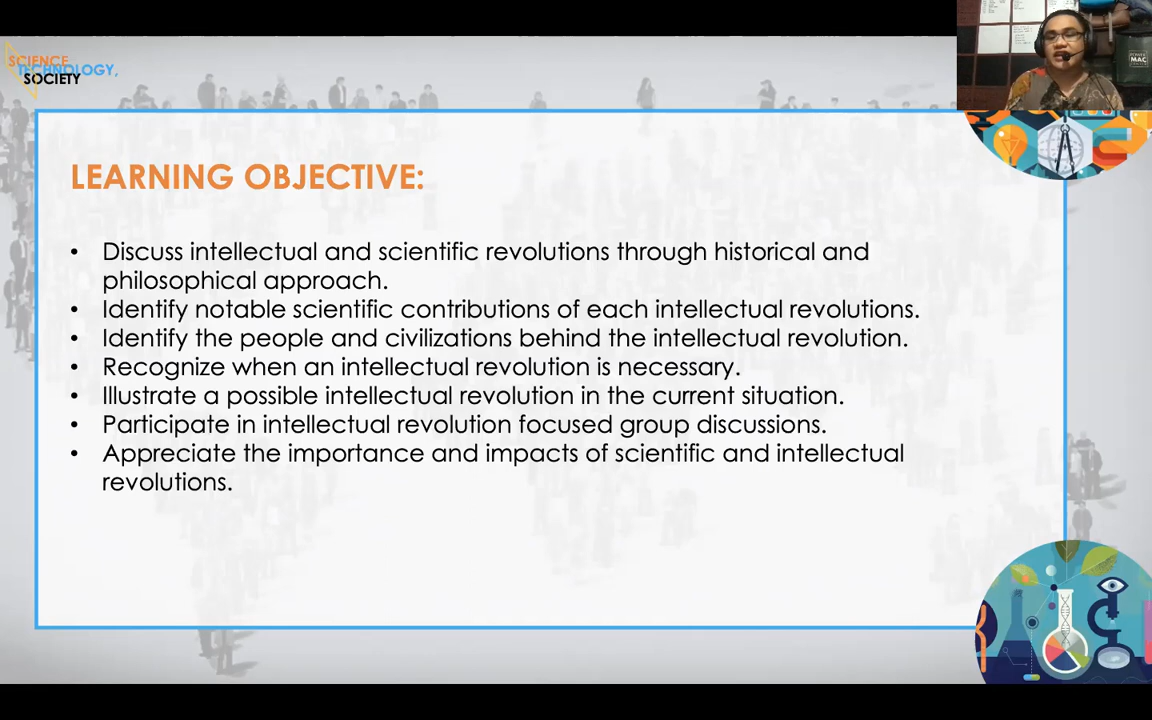 SCIENCE,
TECHNOLOGY,
SOCIETY
MAC
LEARNING OBJECTIVE:
• Discuss intellectual and scientific revolutions through historical and
philosophical approach.
• Identify notable scientific contributions of each intellectual revolutions.
• Identify the people and civilizations behind the intellectual revolution.
• Recognize when an intellectual revolution is necessary.
• Illustrate a possible intellectual revolution in the current situation.
• Participate in intellectual revolution focused group discussions.
• Appreciate the importance and impacts of scientific and intellectual
revolutions.